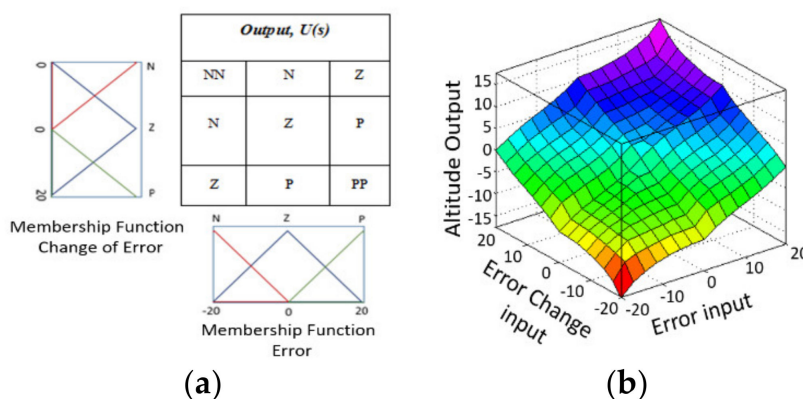 Output, U(s)
NN N Z
N Z P
Z P PP
0 N
0 Z
20 P
Membership Function
Change of Error
N Z P
-20 0 20
Membership Function
Error
(a)
Altitude Output
15
10
5
0
-5
-10
-15
20
10
0
-10
-20
Error Change
input
-20
-10
0
10
20
Error input
(b)